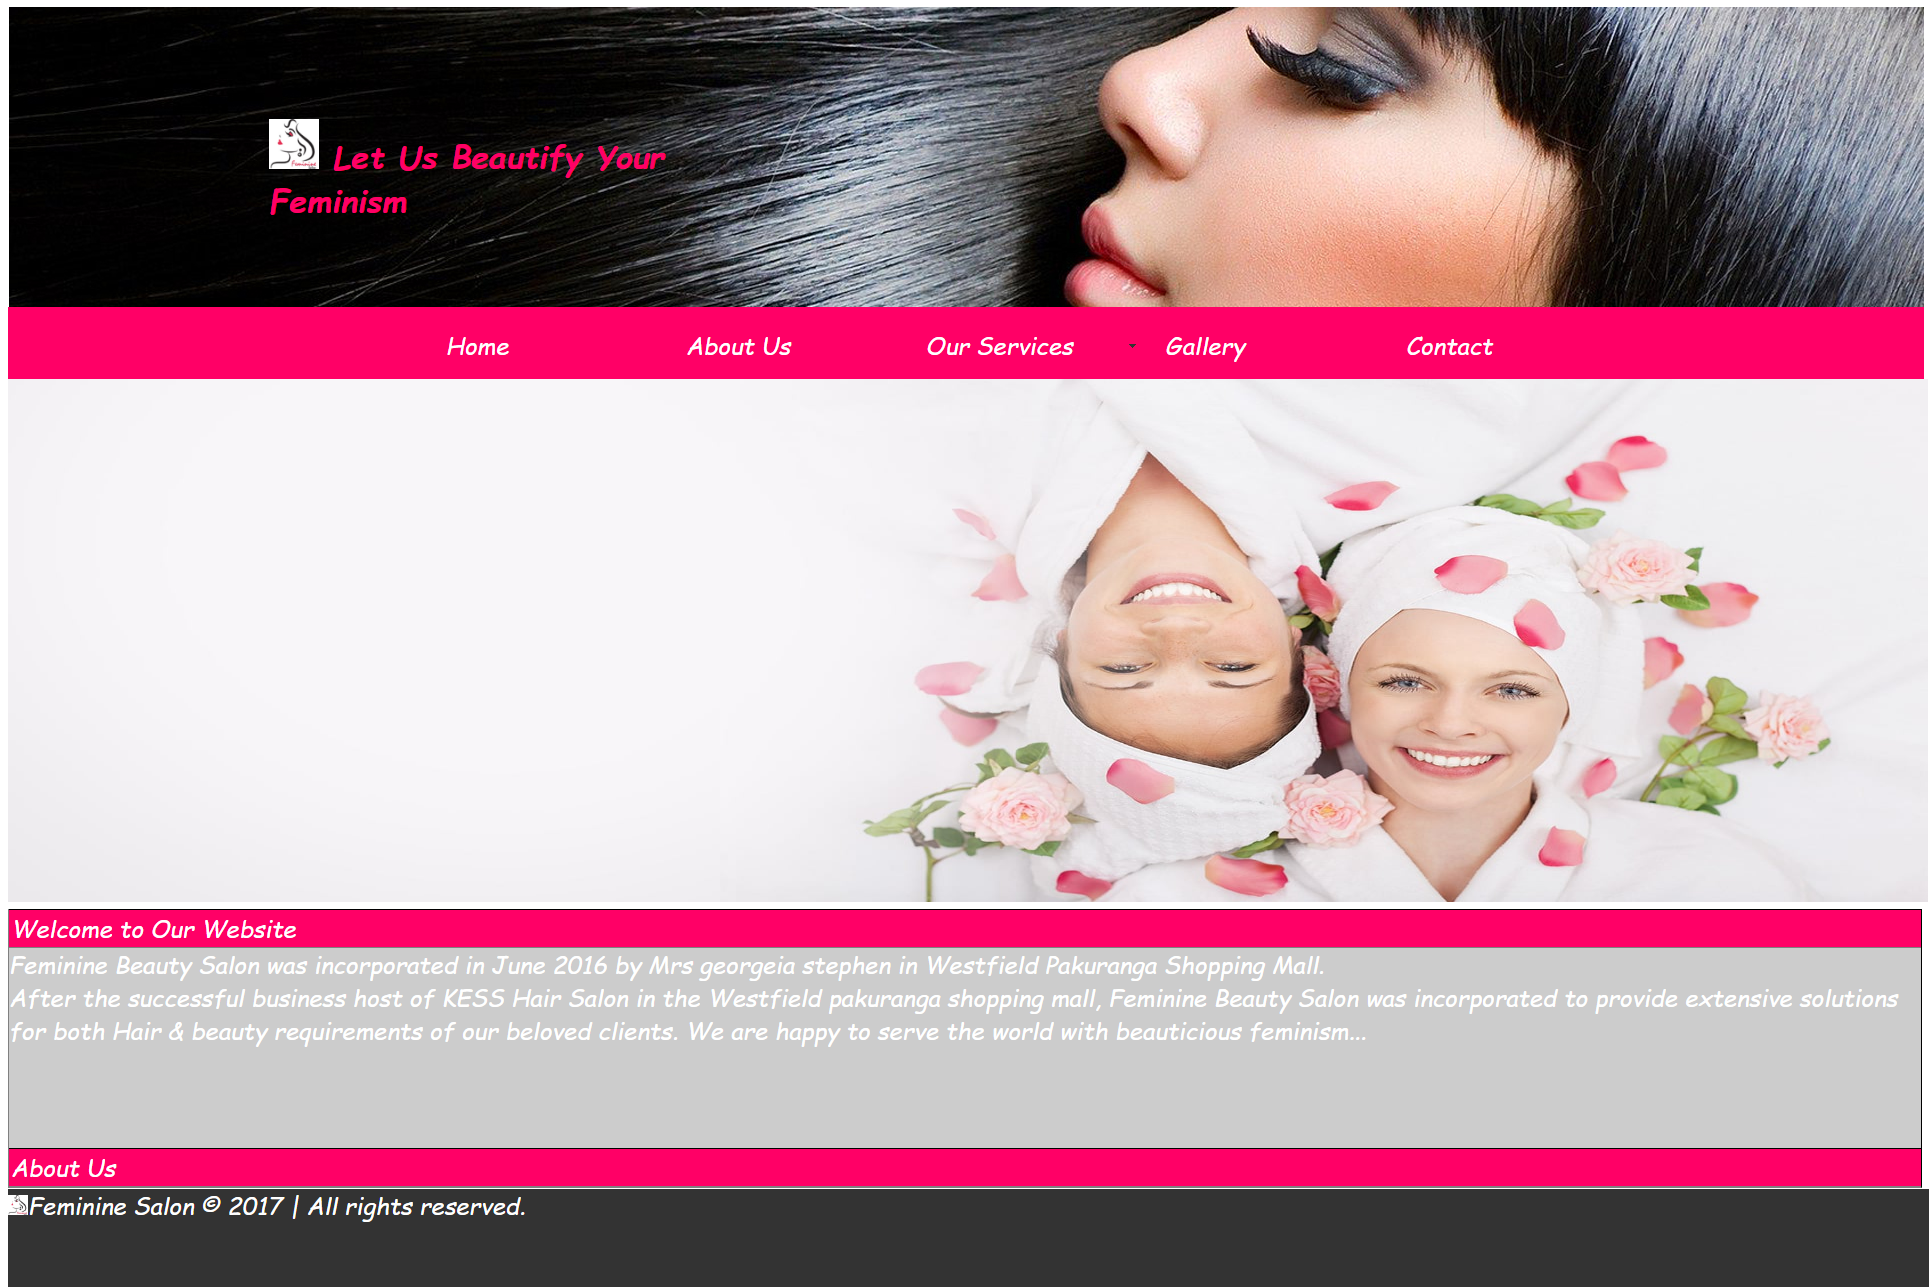 Let Us Beautify Your
Feminism
Home About Us Our Services Gallery Contact
Welcome to Our Website
Feminine Beauty Salon was incorporated in June 2016 by Mrs georgeia stephen in Westfield Pakuranga Shopping Mall.
After the successful business host of KESS Hair Salon in the Westfield pakuranga shopping mall, Feminine Beauty Salon was incorporated to provide extensive solutions
for both Hair & beauty requirements of our beloved clients. We are happy to serve the world with beauticious feminism...
About Us
Feminine Salon © 2017 | All rights reserved.